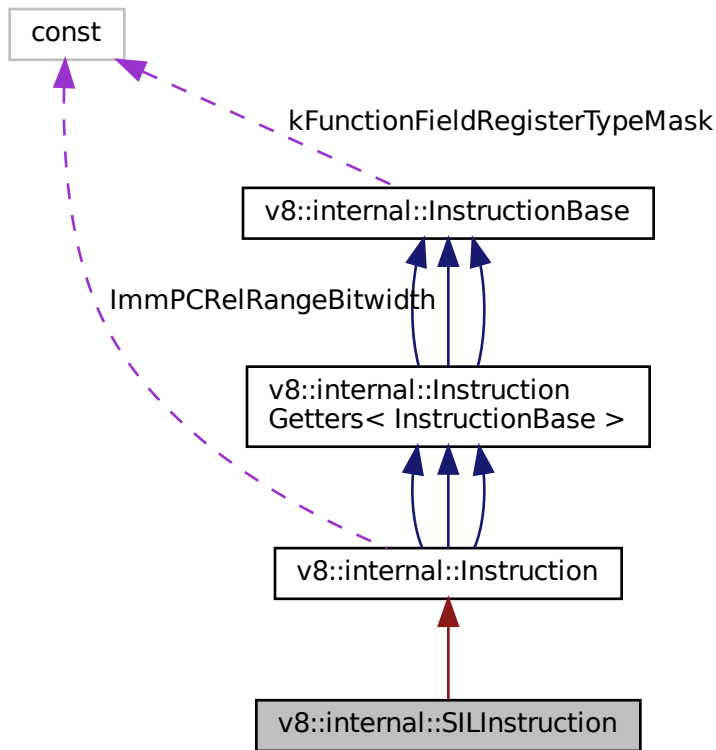 const
kFunctionFieldRegisterTypeMask
v8::internal::InstructionBase
ImmPCRelRangeBitwidth
v8::internal::Instruction
Getters< InstructionBase >
v8::internal::Instruction
v8::internal::SILInstruction